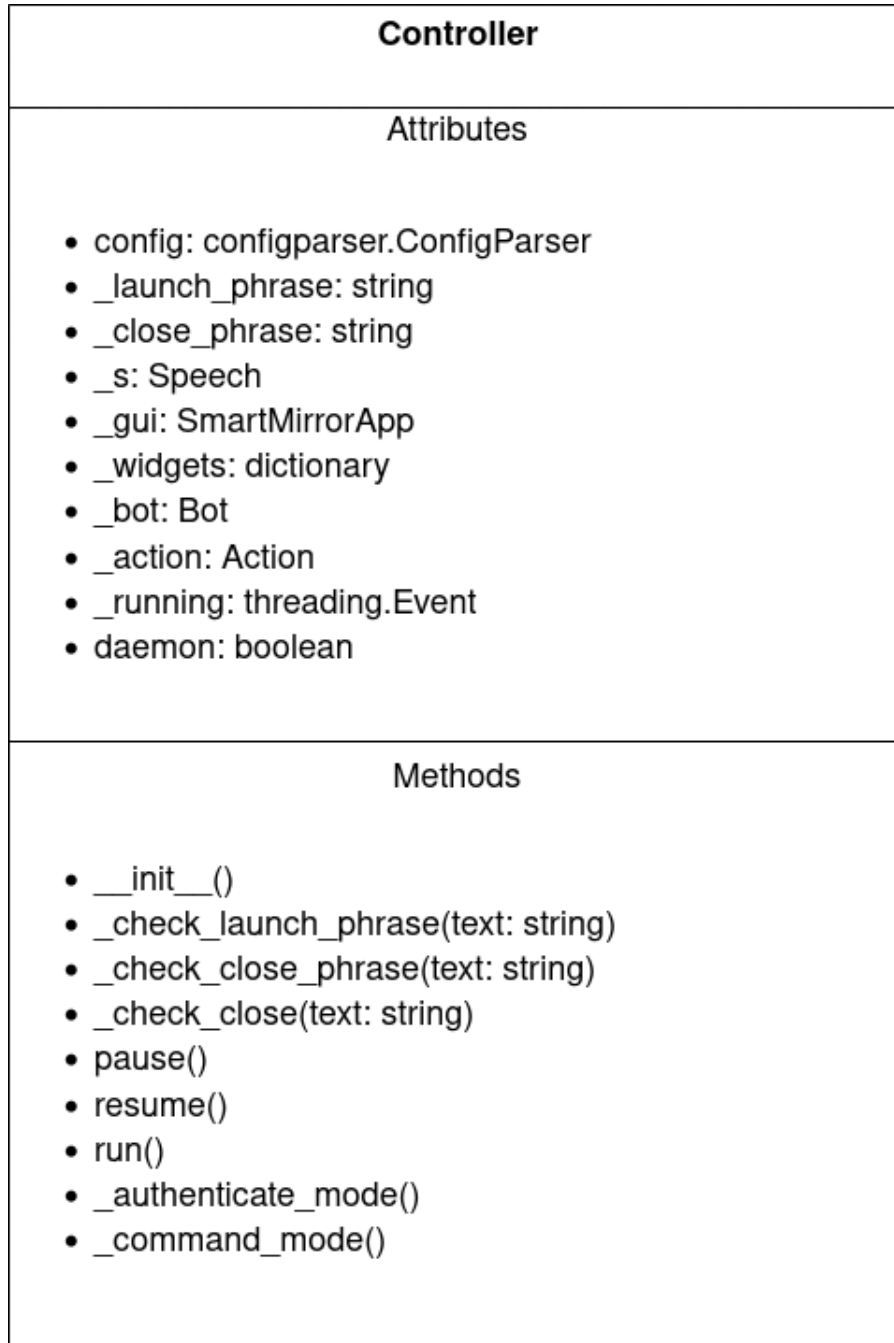 Controller
Attributes
• config: configparser.ConfigParser
• _launch_phrase: string
• _close_phrase: string
• _s: Speech
• _gui: SmartMirrorApp
• _widgets: dictionary
• _bot: Bot
• _action: Action
• _running: threading.Event
• daemon: boolean
Methods
• __init__()
• _check_launch_phrase(text: string)
• _check_close_phrase(text: string)
• _check_close(text: string)
• pause()
• resume()
• run()
• _authenticate_mode()
• _command_mode()